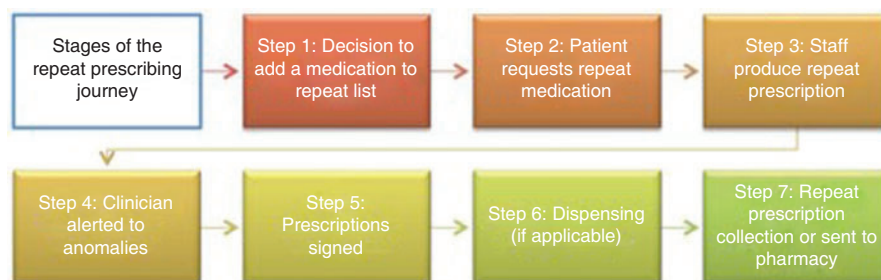 Stages of the
repeat prescribing
journey
Step 1: Decision to
add a medication to
repeat list
Step 2: Patient
requests repeat
medication
Step 3: Staff
produce repeat
prescription
Step 4: Clinician
alerted to
anomalies
Step 5:
Prescriptions
signed
Step 6: Dispensing
(if applicable)
Step 7: Repeat
prescription
collection or sent to
pharmacy